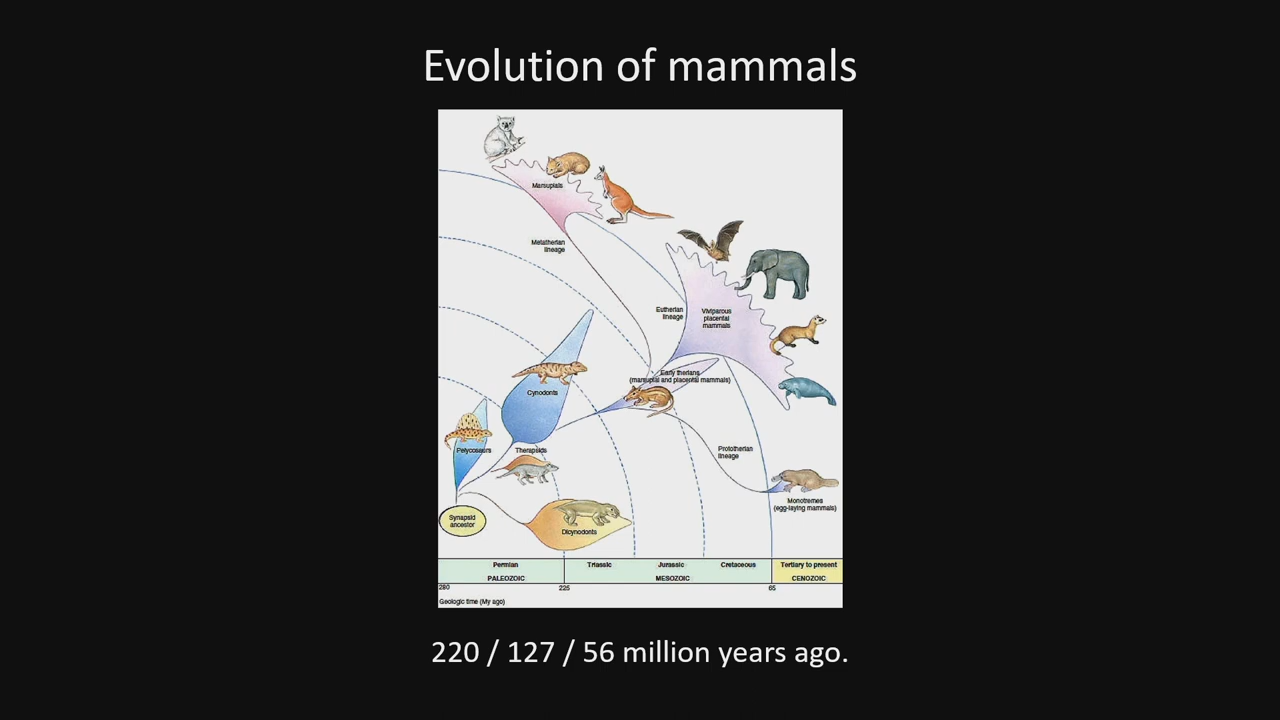 Evolution of mammals
Marsupials
Metatherian
lineage
Eutherian
lineage
Viviparous
placental
mammals
Early therians
(marsupial and placental mammals)
Cynodonts
Pelycosaurs
Therapsids
Prototherian
lineage
Monotremes
(egg-laying mammals)
Synapsid
ancestor
Dicynodonts
Permian
Triassic
Jurassic
Cretaceous
Tertiary to present
PALEOZOIC
MESOZOIC
CENOZOIC
280
225
65
Geologic time (My ago)
220 / 127 / 56 million years ago.